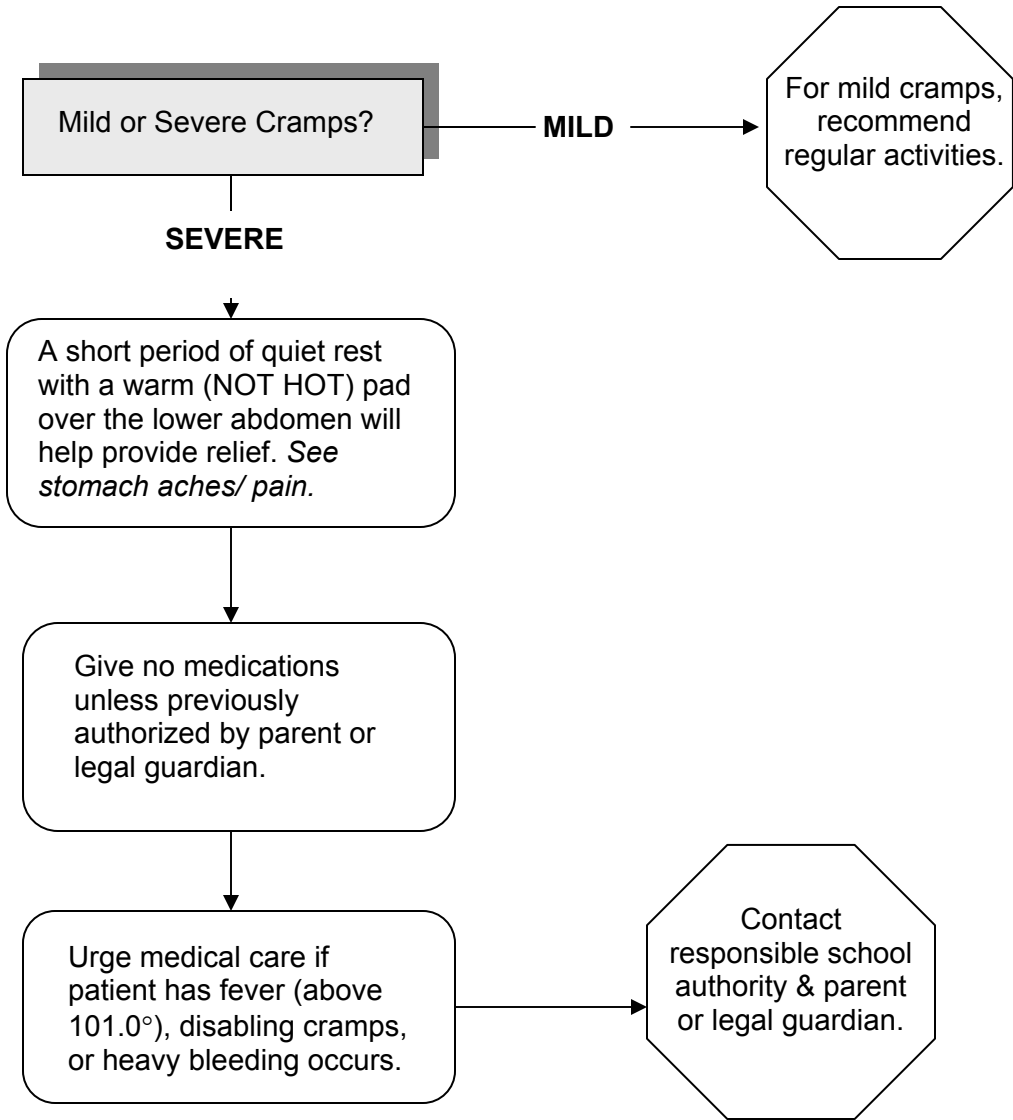 Mild or Severe Cramps?
MILD
For mild cramps,
recommend
regular activities.
SEVERE
A short period of quiet rest
with a warm (NOT HOT) pad
over the lower abdomen will
help provide relief. See
stomach aches/ pain.
Give no medications
unless previously
authorized by parent or
legal guardian.
Urge medical care if
patient has fever (above
101.0°), disabling cramps,
or heavy bleeding occurs.
Contact
responsible school
authority & parent
or legal guardian.